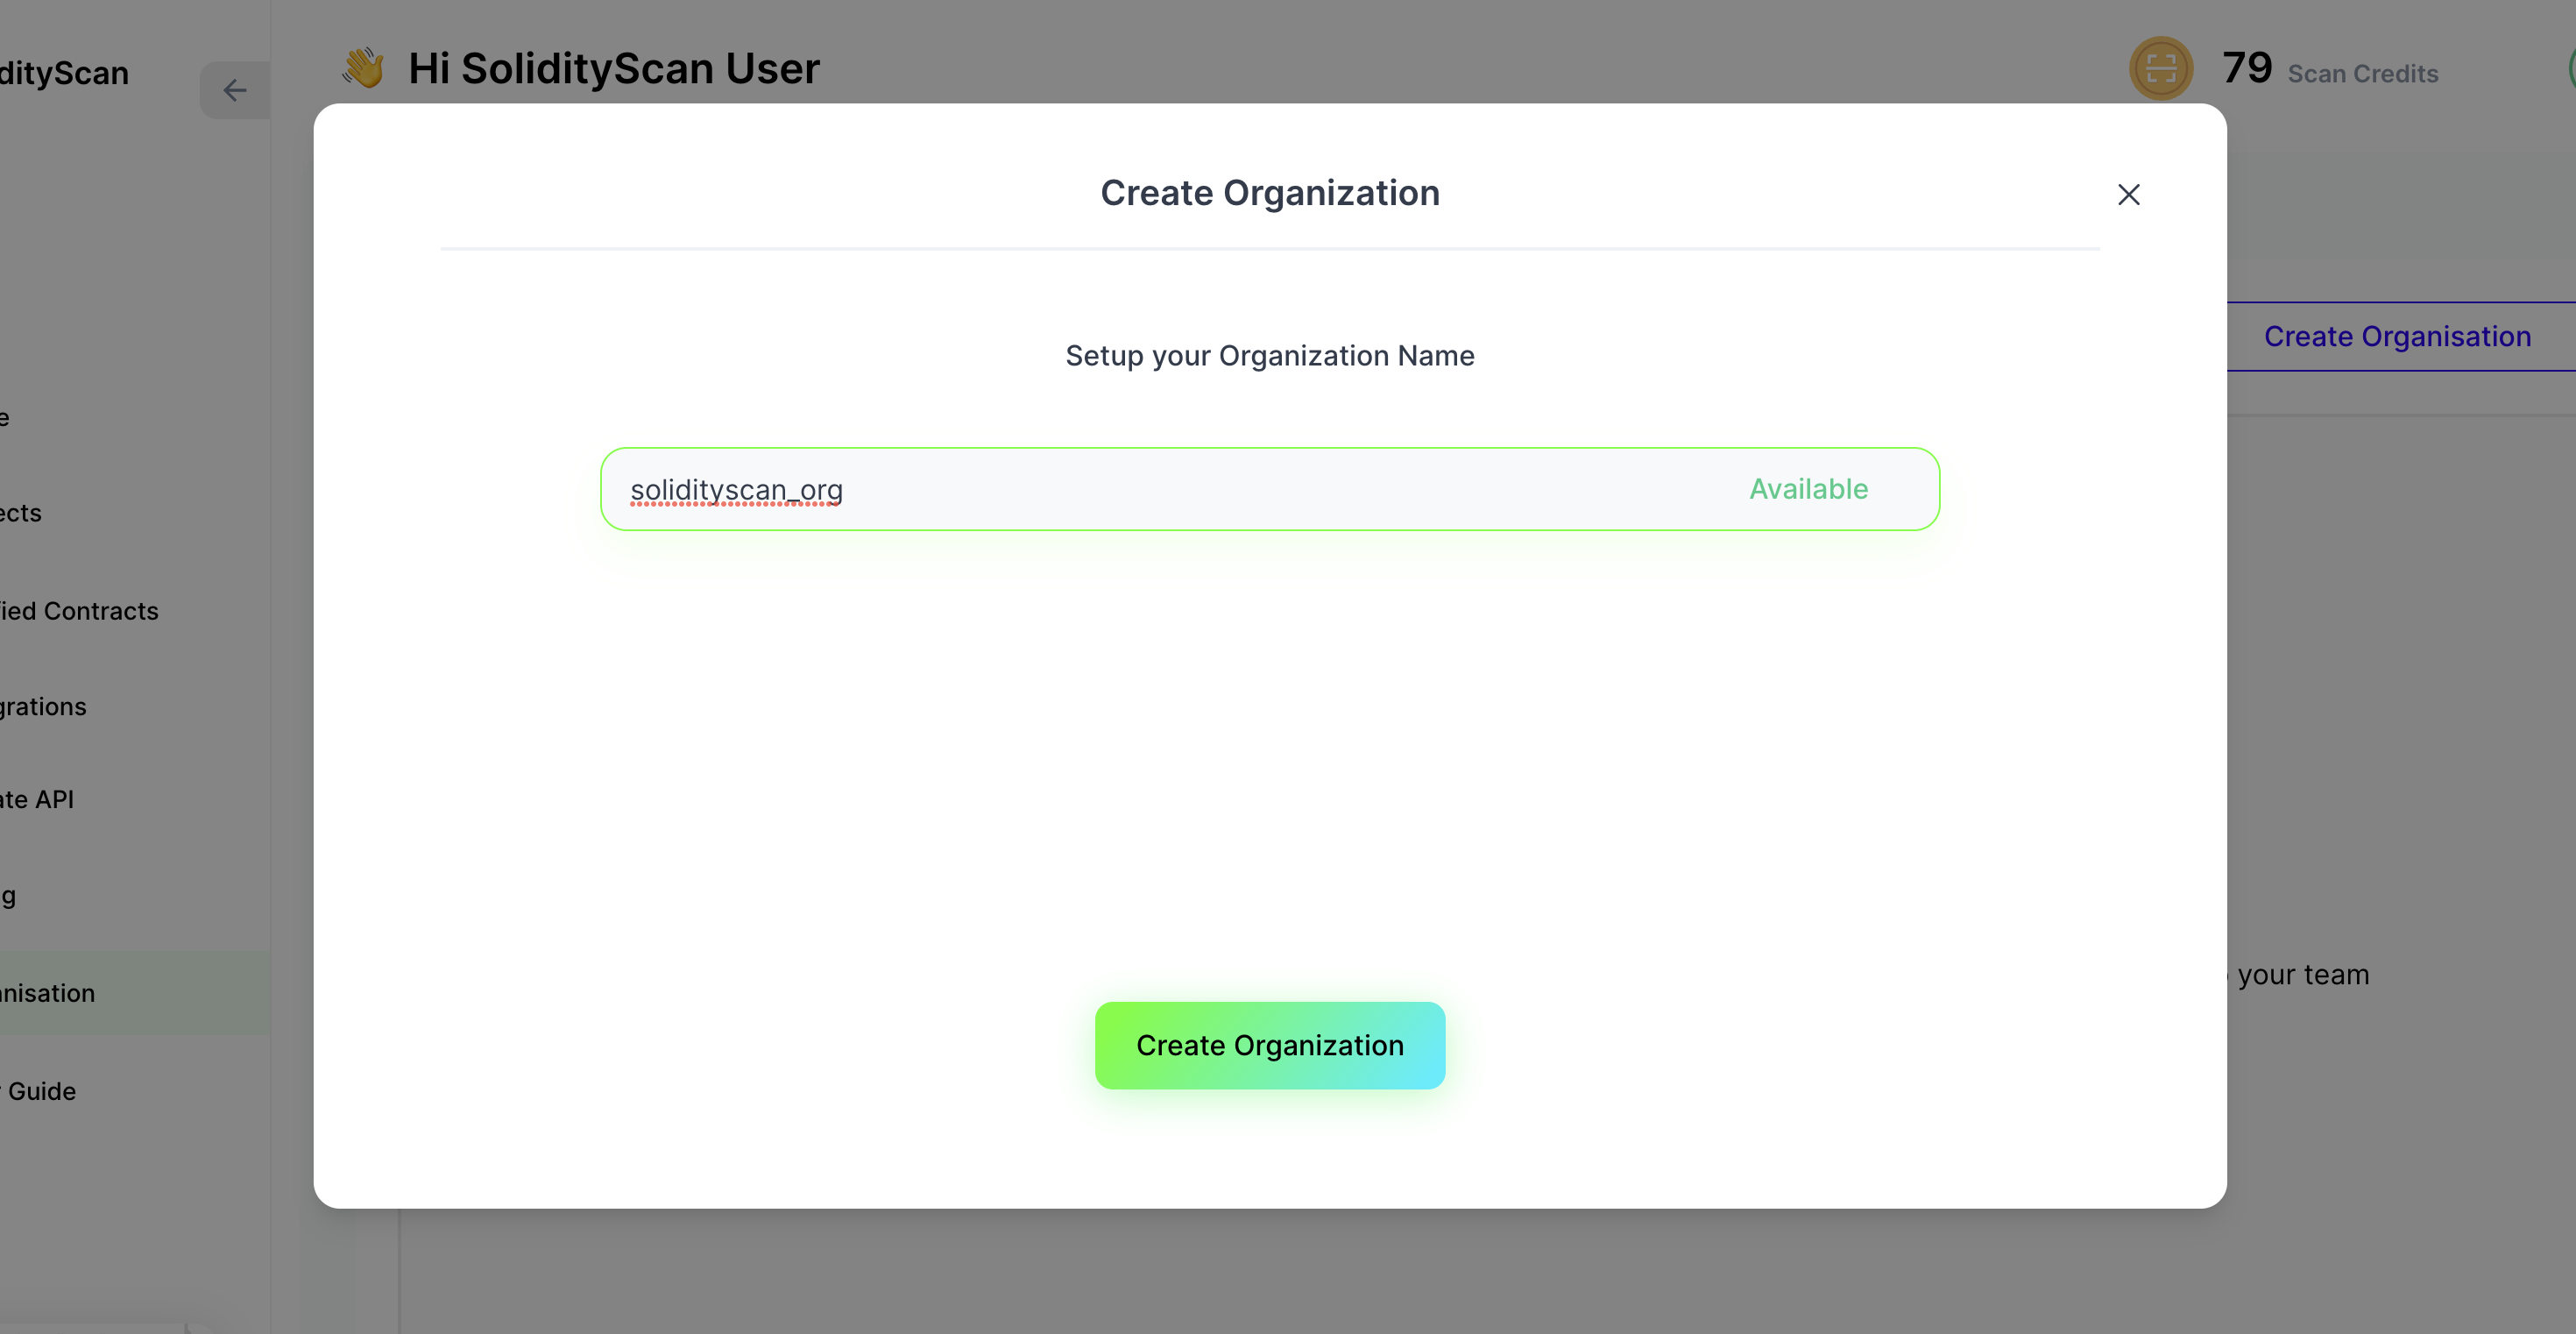 dityScan
Hi SolidityScan User
79 Scan Credits
Create Organization
Setup your Organization Name
Create Organisation
solidityscan_org
Available
e
ects
fied Contracts
grations
ate API
g
nisation
your team
Create Organization
r Guide